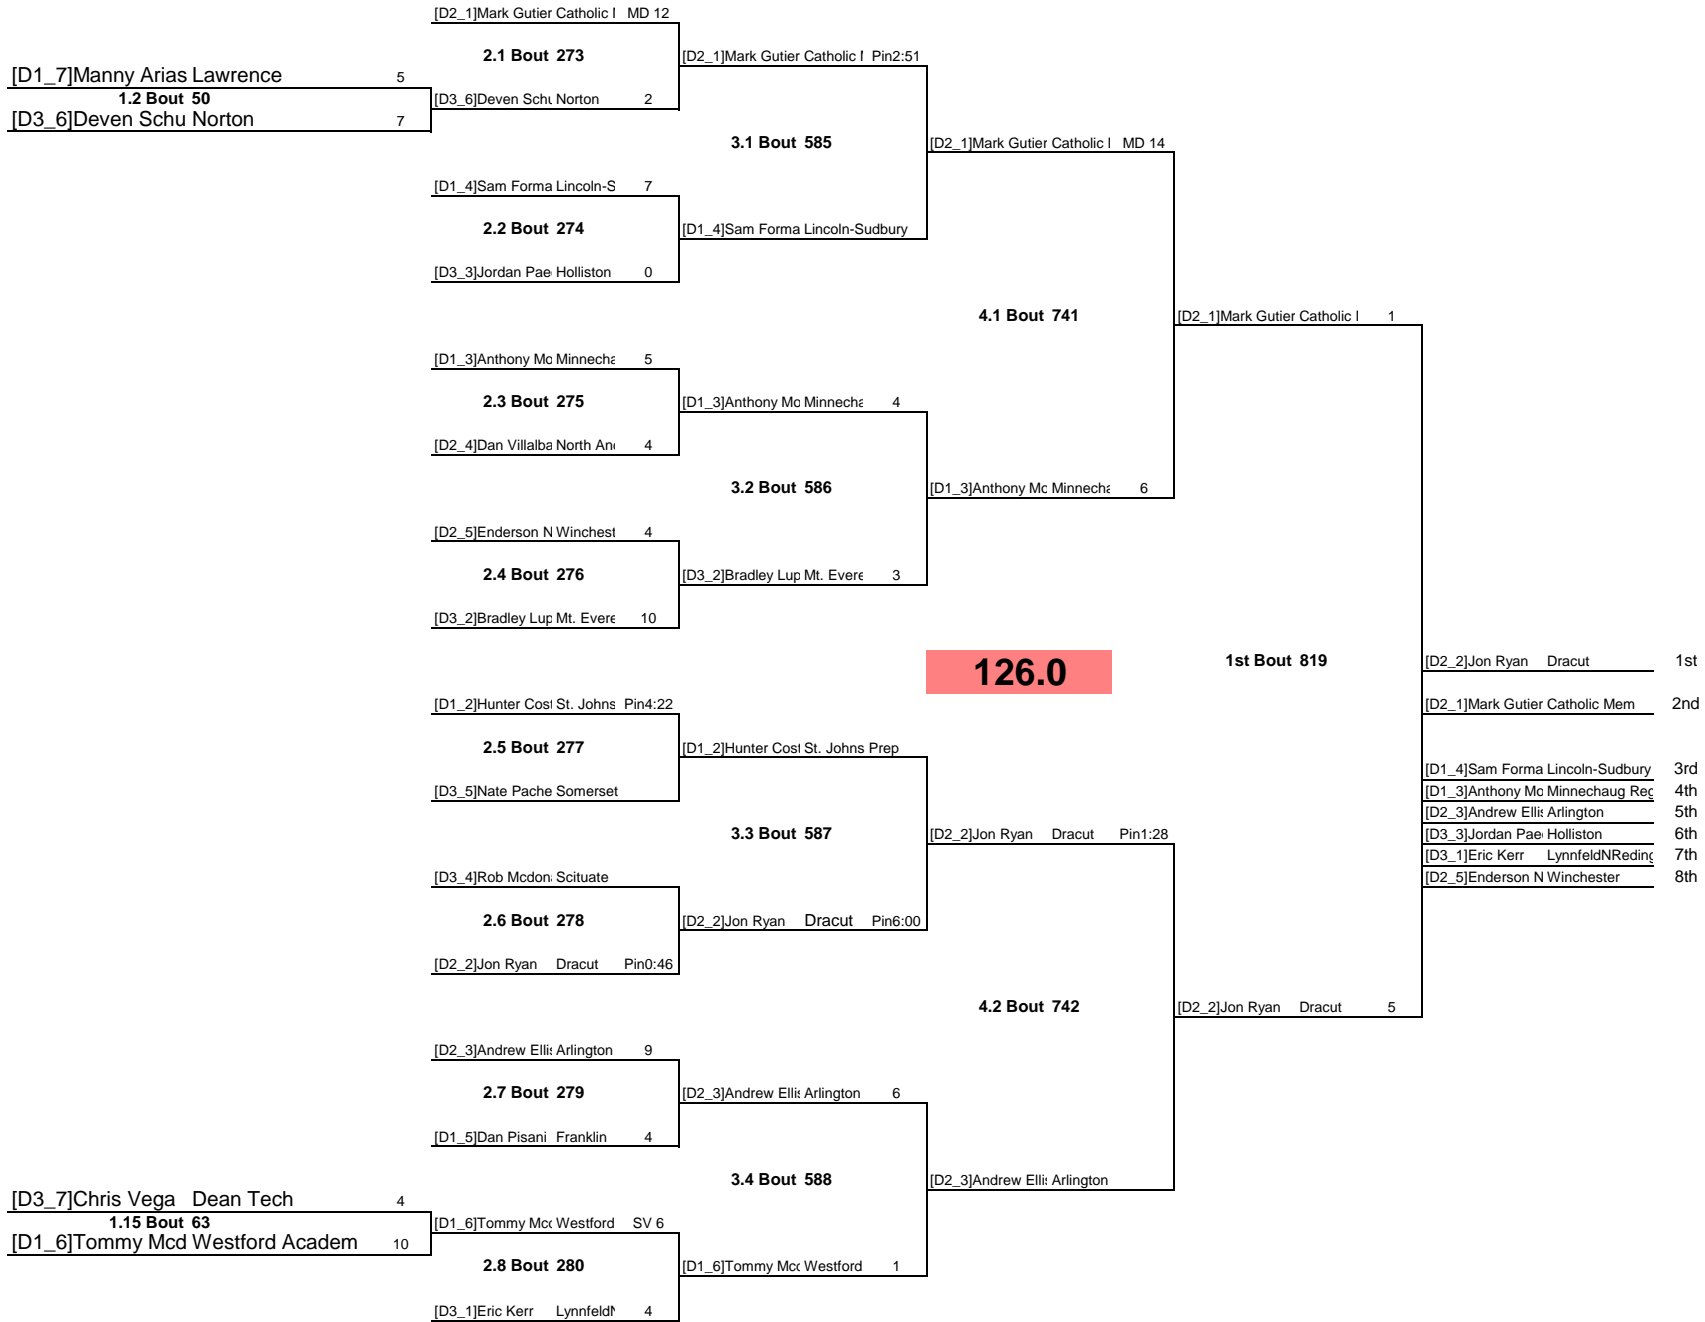 [D2_1]Mark Gutier Catholic MD 12
2.1 Bout 273
[D2_1]Mark Gutier Catholic Pin2:51
[D1_7]Manny Arias Lawrence 5
1.2 Bout 50
[D3_6]Deven Schu Norton 2
[D3_6]Deven Schu Norton 7
3.1 Bout 585
[D2_1]Mark Gutier Catholic MD 14
[D1_4]Sam Forma Lincoln-S 7
2.2 Bout 274
[D1_4]Sam Forma Lincoln-Sudbury
[D3_3]Jordan Pae Holliston 0
4.1 Bout 741
[D2_1]Mark Gutier Catholic 1
[D1_3]Anthony Mo Minnecha 5
2.3 Bout 275
[D1_3]Anthony Mo Minnecha 4
[D2_4]Dan Villalba North An 4
3.2 Bout 586
[D1_3]Anthony Mc Minnecha 6
[D2_5]Enderson N Winchest 4
2.4 Bout 276
[D3_2]Bradley Lup Mt. Evere 3
[D3_2]Bradley Lup Mt. Evere 10
126.0
1st Bout 819
[D2_2]Jon Ryan Dracut 1st
[D1_2]Hunter Cos St. Johns Pin4:22
[D2_1]Mark Gutier Catholic Mem 2nd
2.5 Bout 277
[D1_2]Hunter Cos St. Johns Prep
[D1_4]Sam Forma Lincoln-Sudbury 3rd
[D3_5]Nate Pache Somerset
[D1_3]Anthony Mo Minnechaug Reg 4th
[D2_3]Andrew Ellis Arlington 5th
3.3 Bout 587
[D2_2]Jon Ryan Dracut Pin1:28
[D3_3]Jordan Pae Holliston 6th
[D3_1]Eric Kerr LynnfeldNReding 7th
[D3_4]Rob Mcdon Scituate
[D2_5]Enderson N Winchester 8th
2.6 Bout 278
[D2_2]Jon Ryan Dracut Pin6:00
[D2_2]Jon Ryan Dracut Pin0:46
4.2 Bout 742
[D2_2]Jon Ryan Dracut 5
[D2_3]Andrew Ellis Arlington 9
2.7 Bout 279
[D2_3]Andrew Ellis Arlington 6
[D1_5]Dan Pisani Franklin 4
3.4 Bout 588
[D2_3]Andrew Ellis Arlington
[D3_7]Chris Vega Dean Tech 4
1.15 Bout 63
[D1_6]Tommy Mcc Westford SV 6
[D1_6]Tommy Mcd Westford Academ 10
2.8 Bout 280
[D1_6]Tommy Mcc Westford 1
[D3_1]Eric Kerr Lynnfeld 4